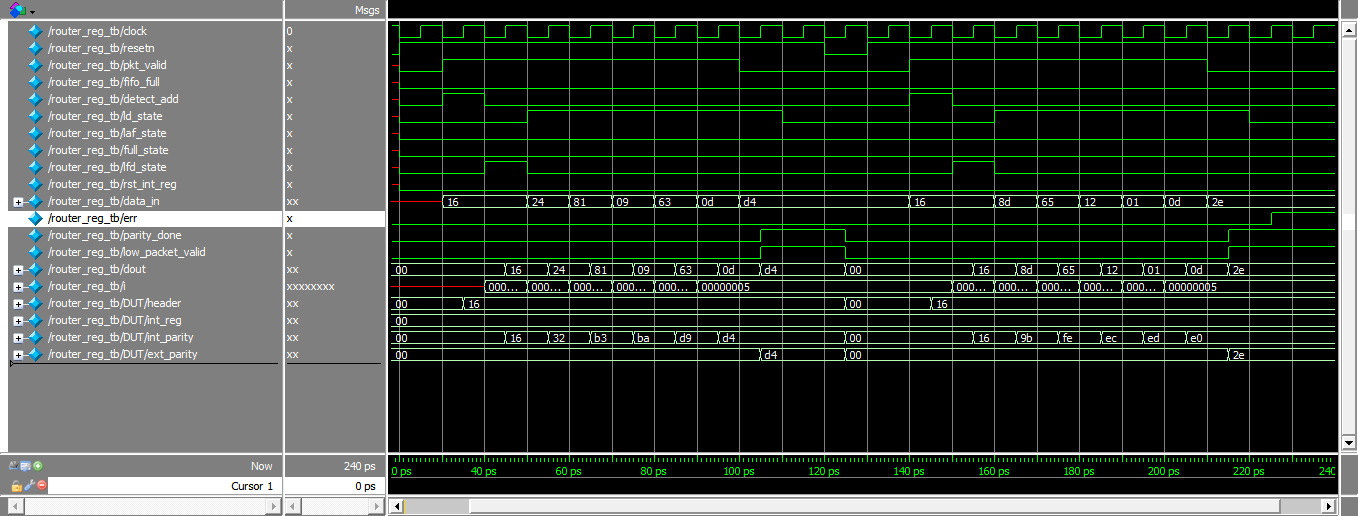 Msgs
/router_reg_tb/clock 0
/router_reg_tb/resetn x
/router_reg_tb/pkt_valid x
/router_reg_tb/fifo_full x
/router_reg_tb/detect_add x
/router_reg_tb/ld_state x
/router_reg_tb/laf_state x
/router_reg_tb/full_state x
/router_reg_tb/lfd_state x
/router_reg_tb/rst_int_reg x
/router_reg_tb/data_in xx 16 24 81 09 63 0d d4 16 8d 65 12 01 0d 2e
/router_reg_tb/err x
/router_reg_tb/parity_done x
/router_reg_tb/low_packet_valid x
/router_reg_tb/dout xx 00 16 24 81 09 63 0d d4 00 16 8d 65 12 01 0d 2e
/router_reg_tb/i xxxxxxxx 000... 000... 000... 000... 000... 00000005 000... 000... 000... 000... 000... 00000005
/router_reg_tb/DUT/header xx 00 16 00 16
/router_reg_tb/DUT/int_reg xx 00
/router_reg_tb/DUT/int_parity xx 00 16 32 b3 ba d9 d4 00 16 9b fe ec ed e0
/router_reg_tb/DUT/ext_parity xx 00 d4 00 2e
Now 240 ps 0 ps 40 ps 60 ps 80 ps 100 ps 120 ps 140 ps 160 ps 180 ps 200 ps 220 ps 240
Cursor 1 0 ps